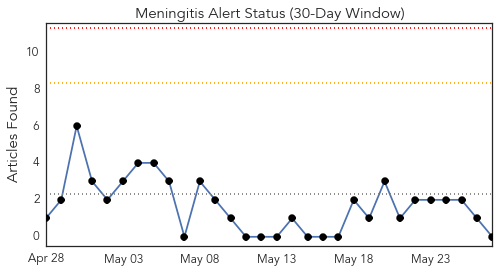 Meningitis Alert Status (30-Day Window)
Articles Found
10
8
6
4
2
0
Apr 28
May 03
May 08
May 13
May 18
May 23